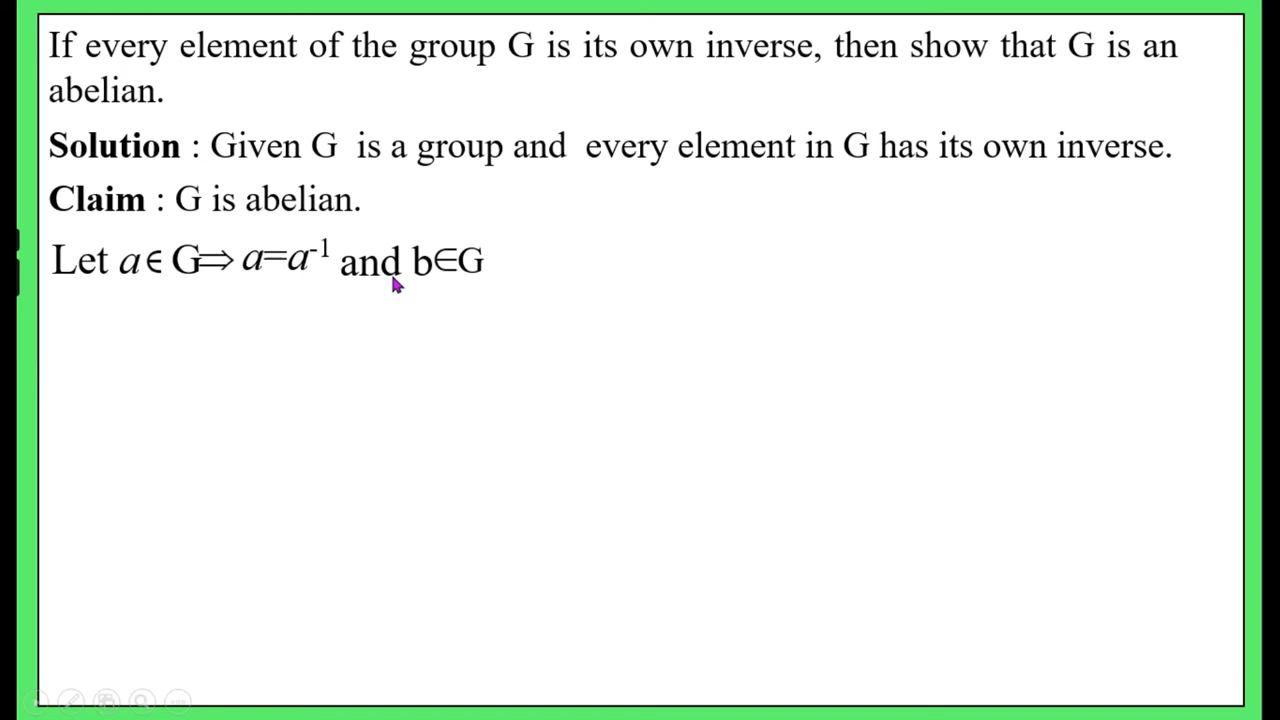 If every element of the group G is its own inverse, then show that G is an
abelian.
Solution : Given G is a group and every element in G has its own inverse.
Claim : G is abelian.
Let a∈ G⇒ a=a⁻¹ and b∈G